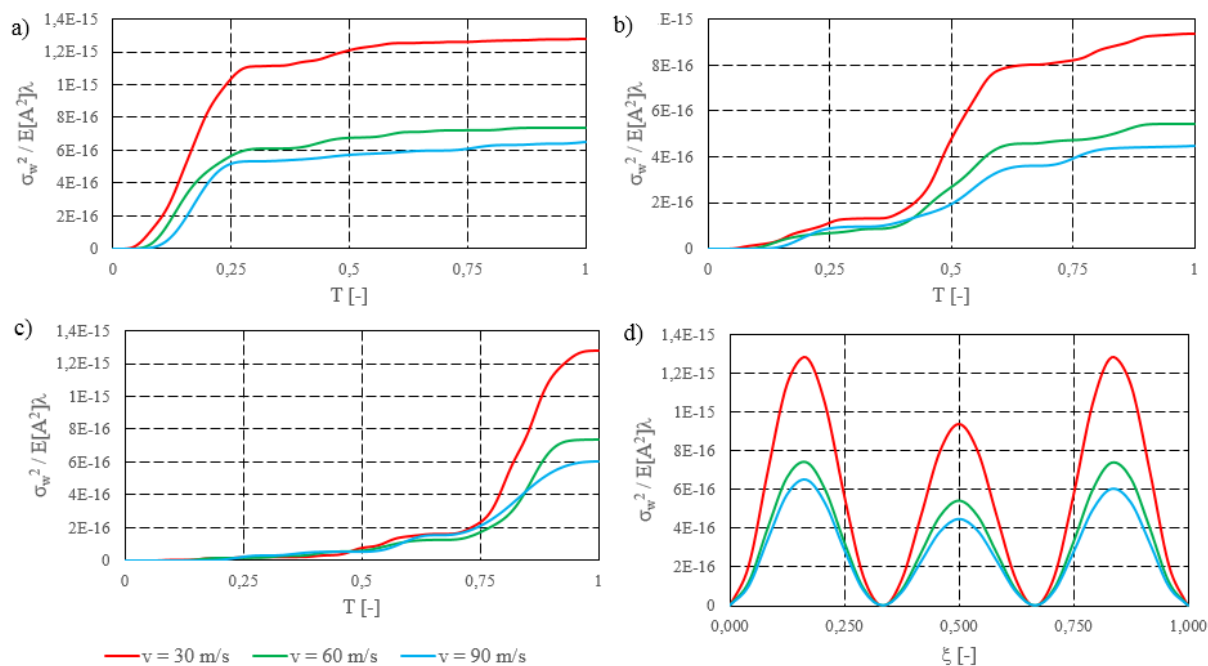 a)
1,4E-15
1,2E-15
1E-15
8E-16
6E-16
4E-16
2E-16
0
σw² / E[A²]λ
0 0,25 0,5 0,75 1
T [-]
b)
E-15
8E-16
6E-16
4E-16
2E-16
0
σw² / E[A²]λ
0 0,25 0,5 0,75 1
T [-]
c)
1,4E-15
1,2E-15
1E-15
8E-16
6E-16
4E-16
2E-16
0
σw² / E[A²]λ
0 0,25 0,5 0,75 1
T [-]
d)
1,4E-15
1,2E-15
1E-15
8E-16
6E-16
4E-16
2E-16
0
σw² / E[A²]λ
0,000 0,250 0,500 0,750 1,000
ξ [-]
v = 30 m/s v = 60 m/s v = 90 m/s